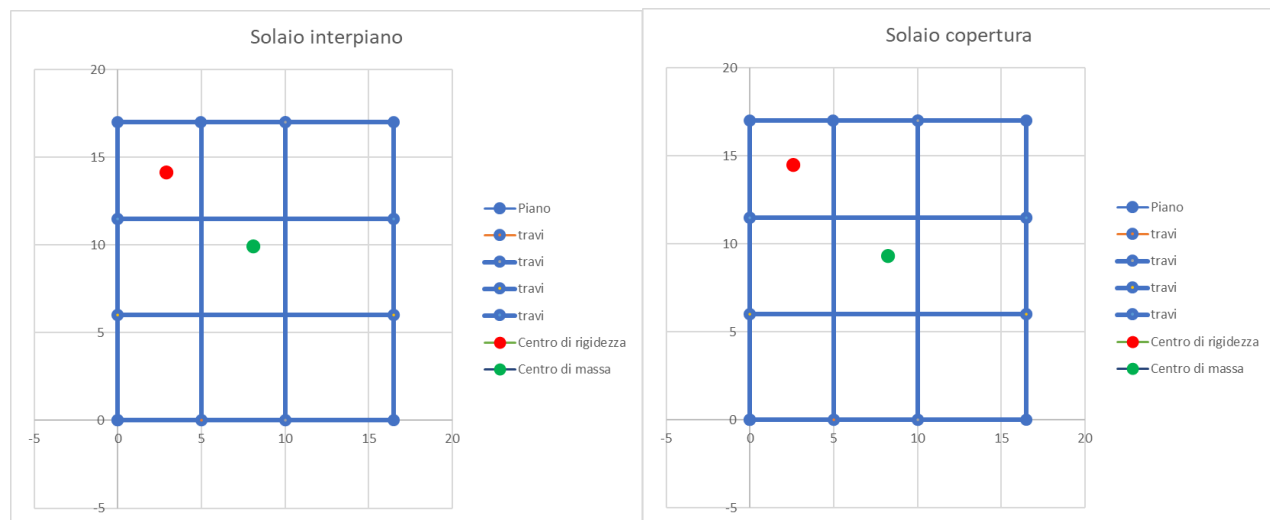 Solaio interpiano
20
15
10
5
0
-5
-5
0
5
10
15
20
Piano
travi
travi
travi
travi
Centro di rigidezza
Centro di massa
Solaio copertura
20
15
10
5
0
-5
-5
0
5
10
15
20
Piano
travi
travi
travi
travi
Centro di rigidezza
Centro di massa